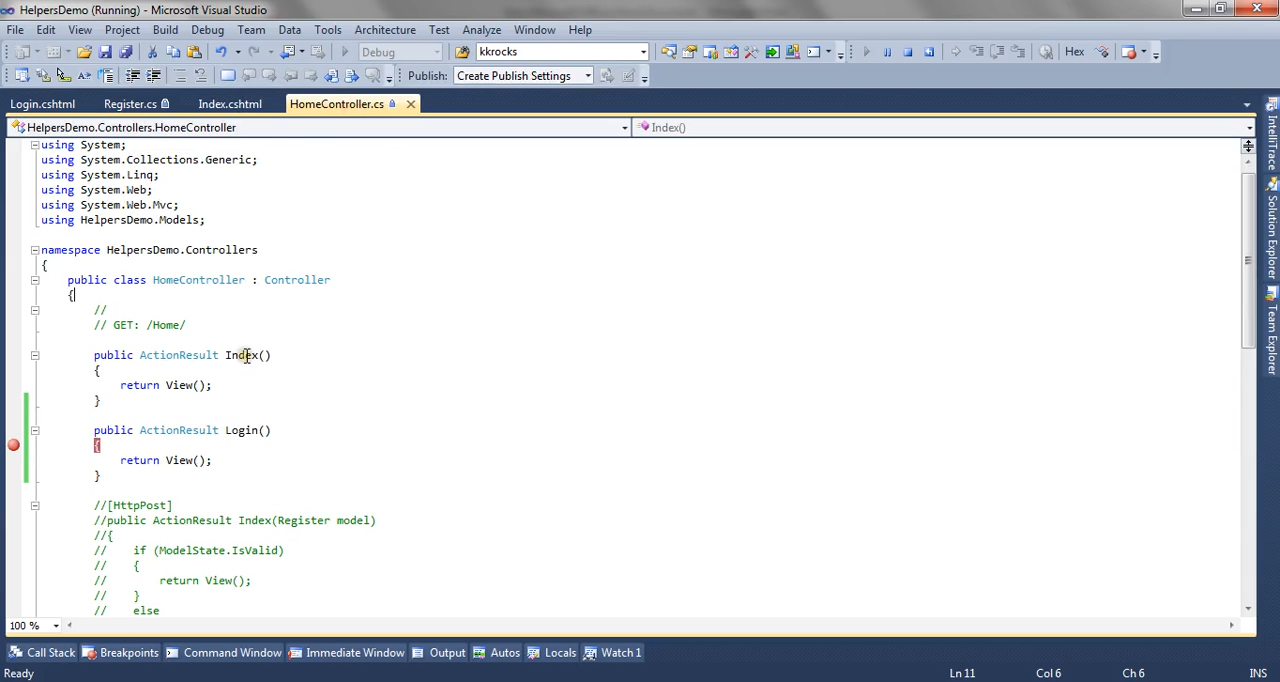 HelpersDemo (Running) - Microsoft Visual Studio
File Edit View Project Build Debug Team Data Tools Architecture Test Analyze Window Help
Debug kkrocks Hex
Publish: Create Publish Settings
Login.cshtml Register.cs Index.cshtml HomeController.cs
HelpersDemo.Controllers.HomeController Index()
using System;
using System.Collections.Generic;
using System.Linq;
using System.Web;
using System.Web.Mvc;
using HelpersDemo.Models;
namespace HelpersDemo.Controllers
{
public class HomeController : Controller
{
//
// GET: /Home/
public ActionResult Index()
{
return View();
}
public ActionResult Login()
{
return View();
}
//[HttpPost]
//public ActionResult Index(Register model)
//{
// if (ModelState.IsValid)
// {
// return View();
// }
// else
100 %
Call Stack Breakpoints Command Window Immediate Window Output Autos Locals Watch 1
Ready Ln 11 Col 6 Ch 6 INS
IntelliTrace
Solution Explorer
Team Explorer